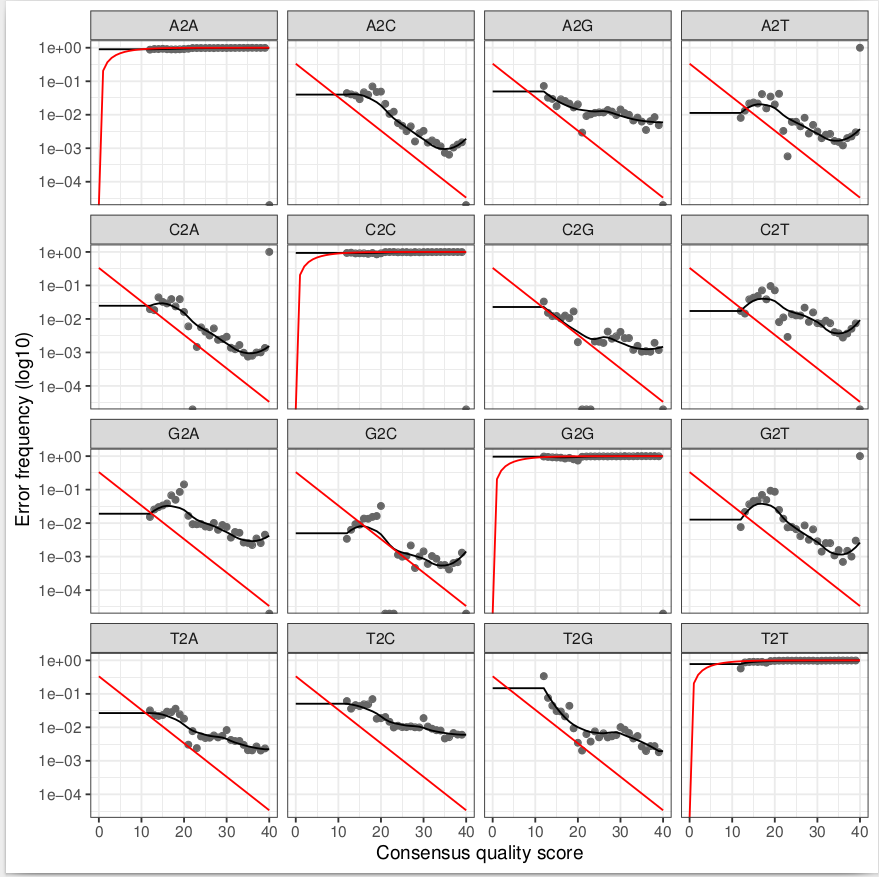 A2A A2C A2G A2T
1e+00
1e−01
1e−02
1e−03
1e−04
C2A C2C C2G C2T
1e+00
1e−01
1e−02
1e−03
1e−04
Error frequency (log10)
G2A G2C G2G G2T
1e+00
1e−01
1e−02
1e−03
1e−04
T2A T2C T2G T2T
1e+00
1e−01
1e−02
1e−03
1e−04
0 10 20 30 40 0 10 20 30 40 0 10 20 30 40 0 10 20 30 40
Consensus quality score